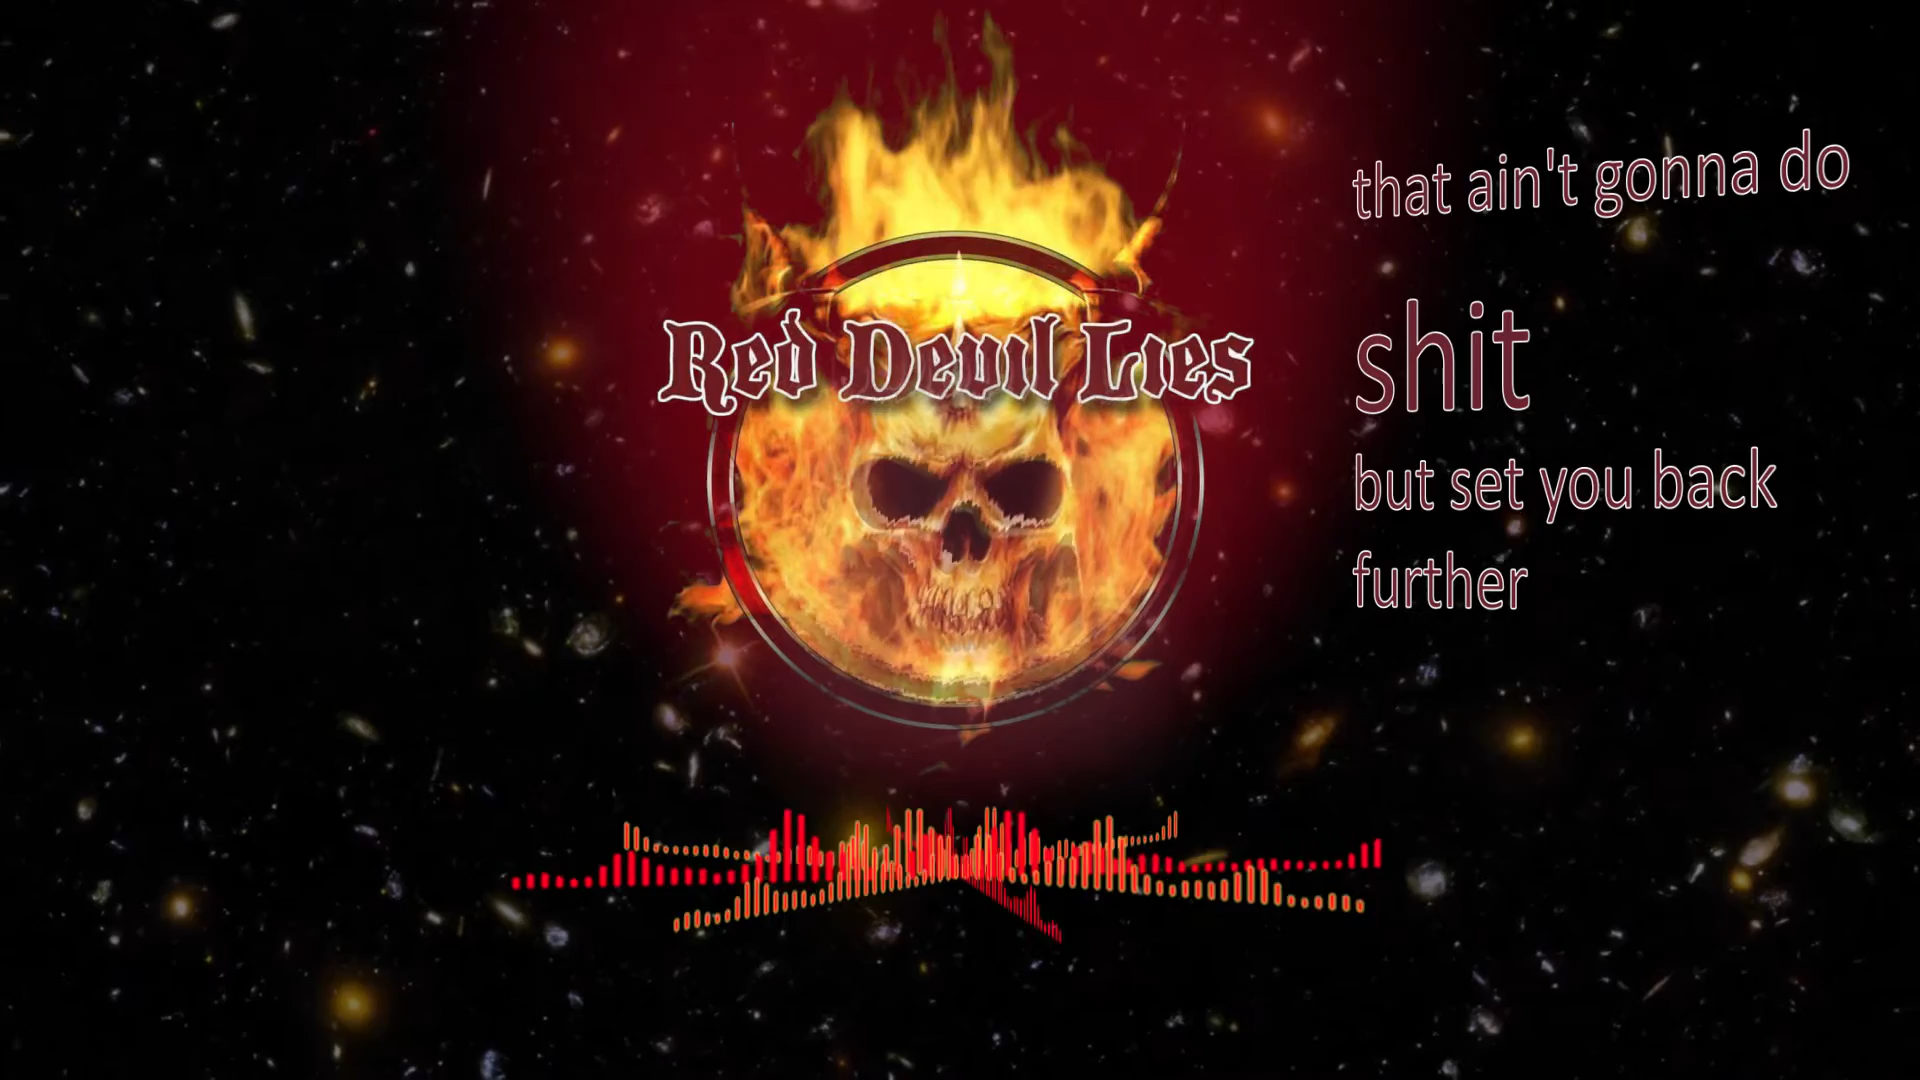 Red Devil Lies
that ain't gonna do
shit
but set you back
further